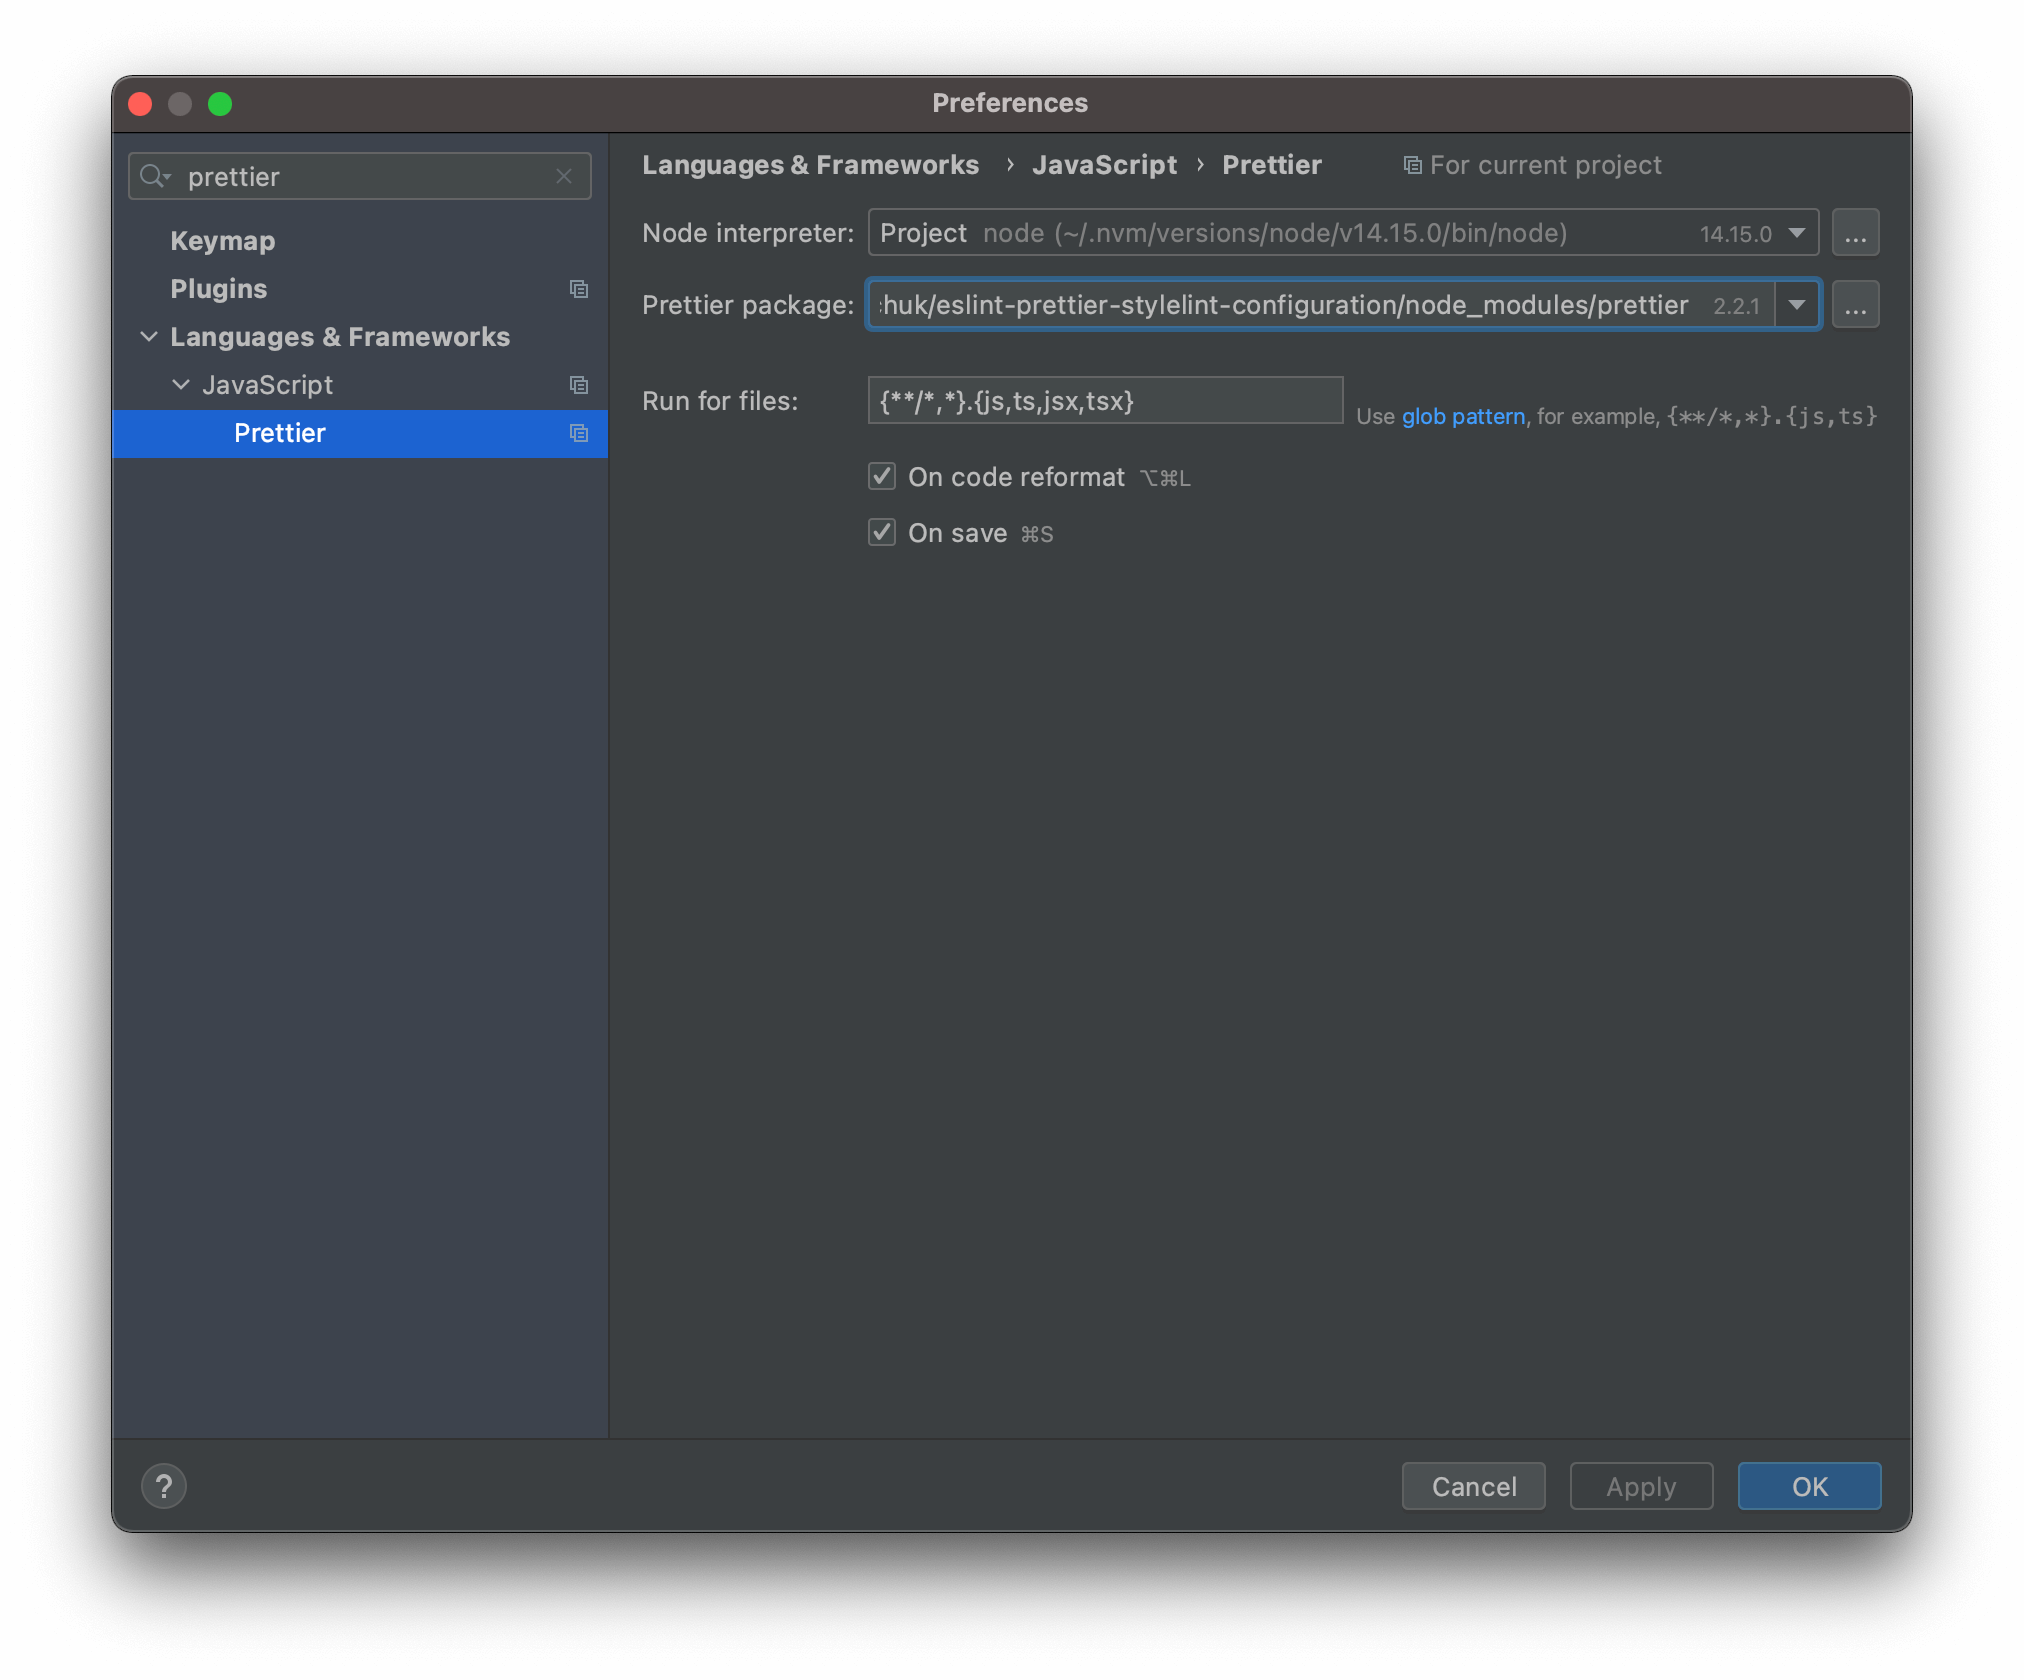 Preferences
prettier
Keymap
Plugins
Languages & Frameworks
JavaScript
Prettier
Languages & Frameworks › JavaScript › Prettier For current project
Node interpreter: Project node (~/.nvm/versions/node/v14.15.0/bin/node) 14.15.0 ...
Prettier package: huk/eslint-prettier-stylelint-configuration/node_modules/prettier 2.2.1 ...
Run for files: {**/*,*}.{js,ts,jsx,tsx} Use glob pattern, for example, {**/*,*}.{js,ts}
On code reformat ⌥⌘L
On save ⌘S
? Cancel Apply OK